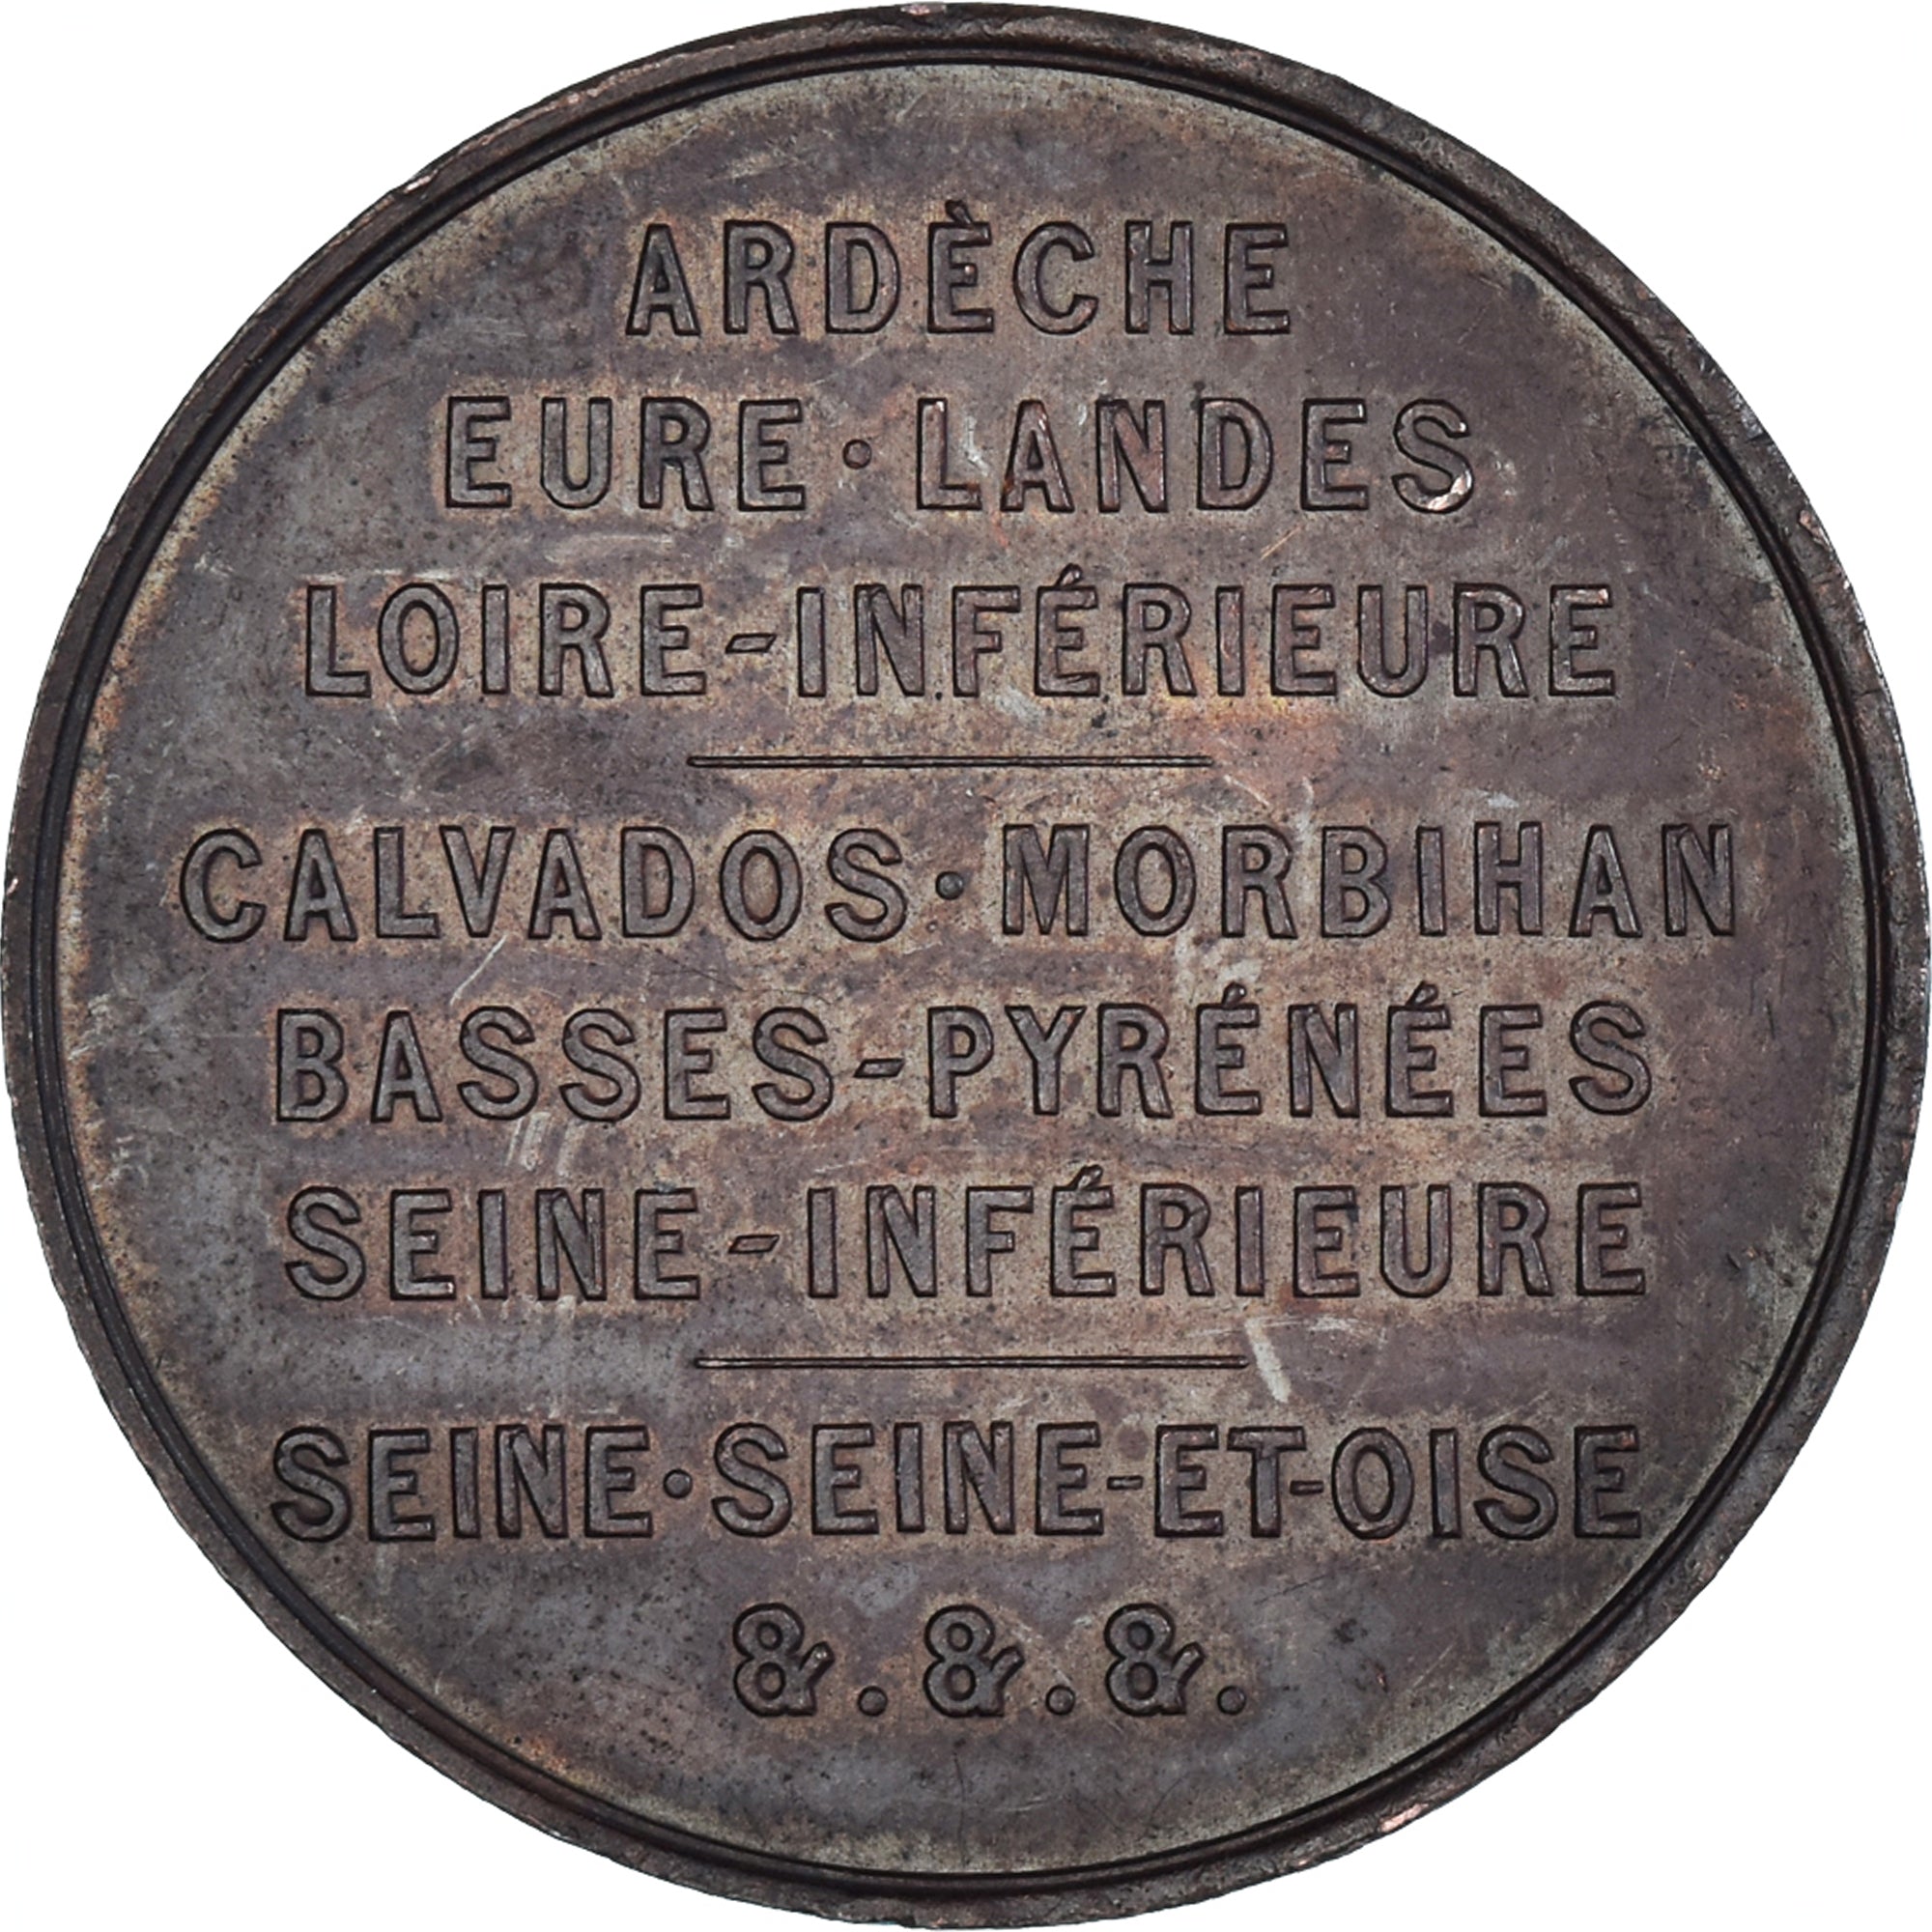 ARDÈCHE
EURE · LANDES
LOIRE-INFÉRIEURE
CALVADOS · MORBIHAN
BASSES-PYRÉNÉES
SEINE-INFÉRIEURE
SEINE · SEINE-ET-OISE
&. &. &.